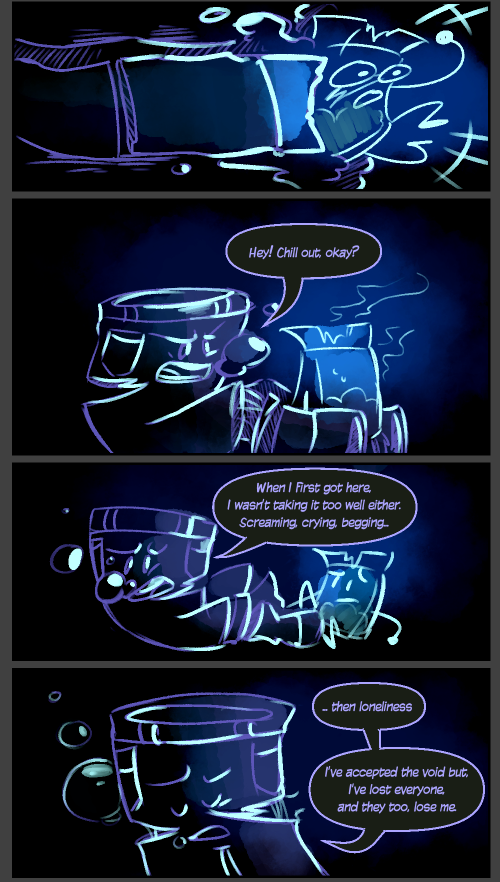 Hey! Chill out, okay?
When I first got here,
I wasn't taking it too well either.
Screaming, crying, begging...
... then loneliness
I've accepted the void but,
I've lost everyone,
and they too, lose me.